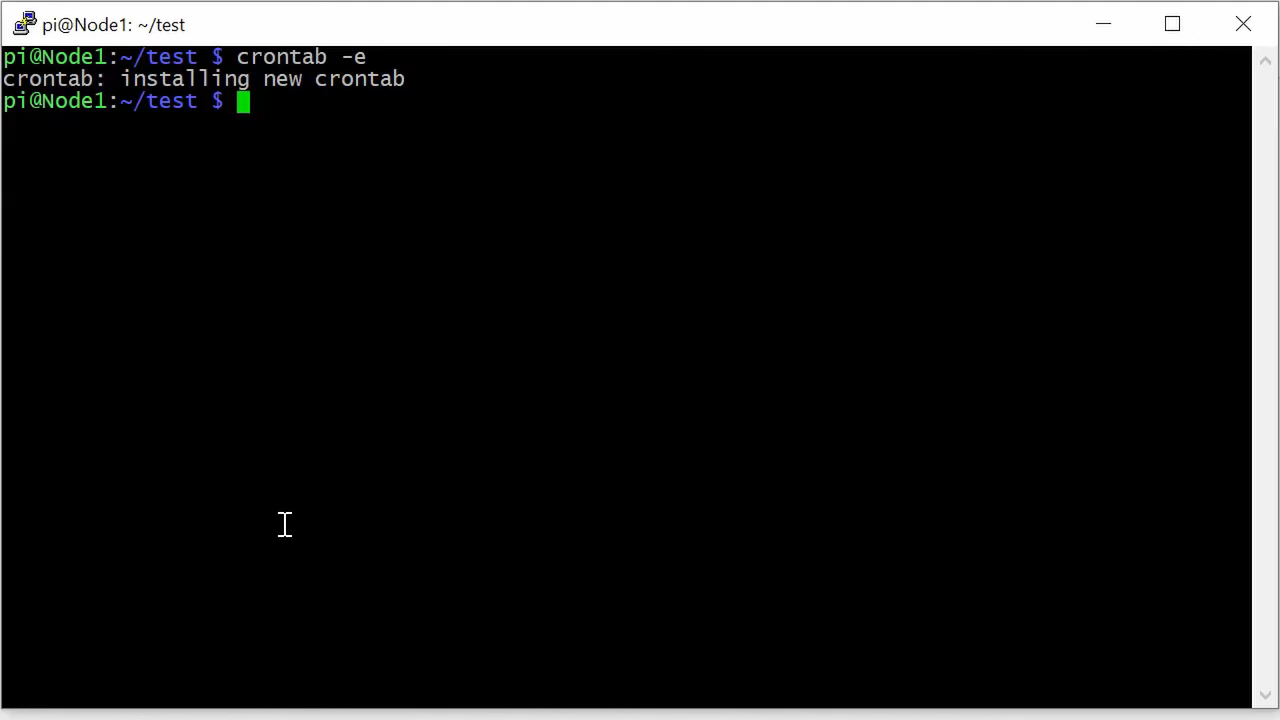 pi@Node1: ~/test
pi@Node1:~/test $ crontab -e
crontab: installing new crontab
pi@Node1:~/test $